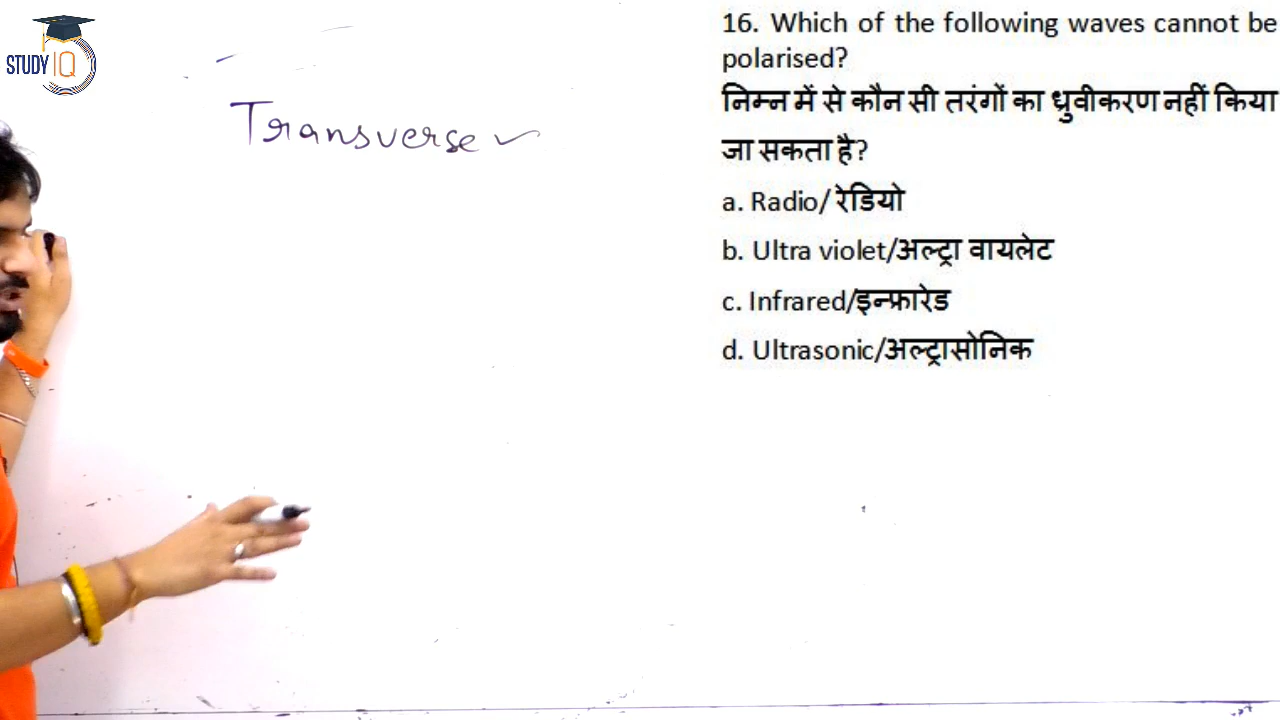 STUDY IQ
Transverse
16. Which of the following waves cannot be
polarised?
निम्न में से कौन सी तरंगों का ध्रुवीकरण नहीं किया
जा सकता है?
a. Radio/ रेडियो
b. Ultra violet/अल्ट्रा वायलेट
c. Infrared/इन्फ्रारेड
d. Ultrasonic/अल्ट्रासोनिक